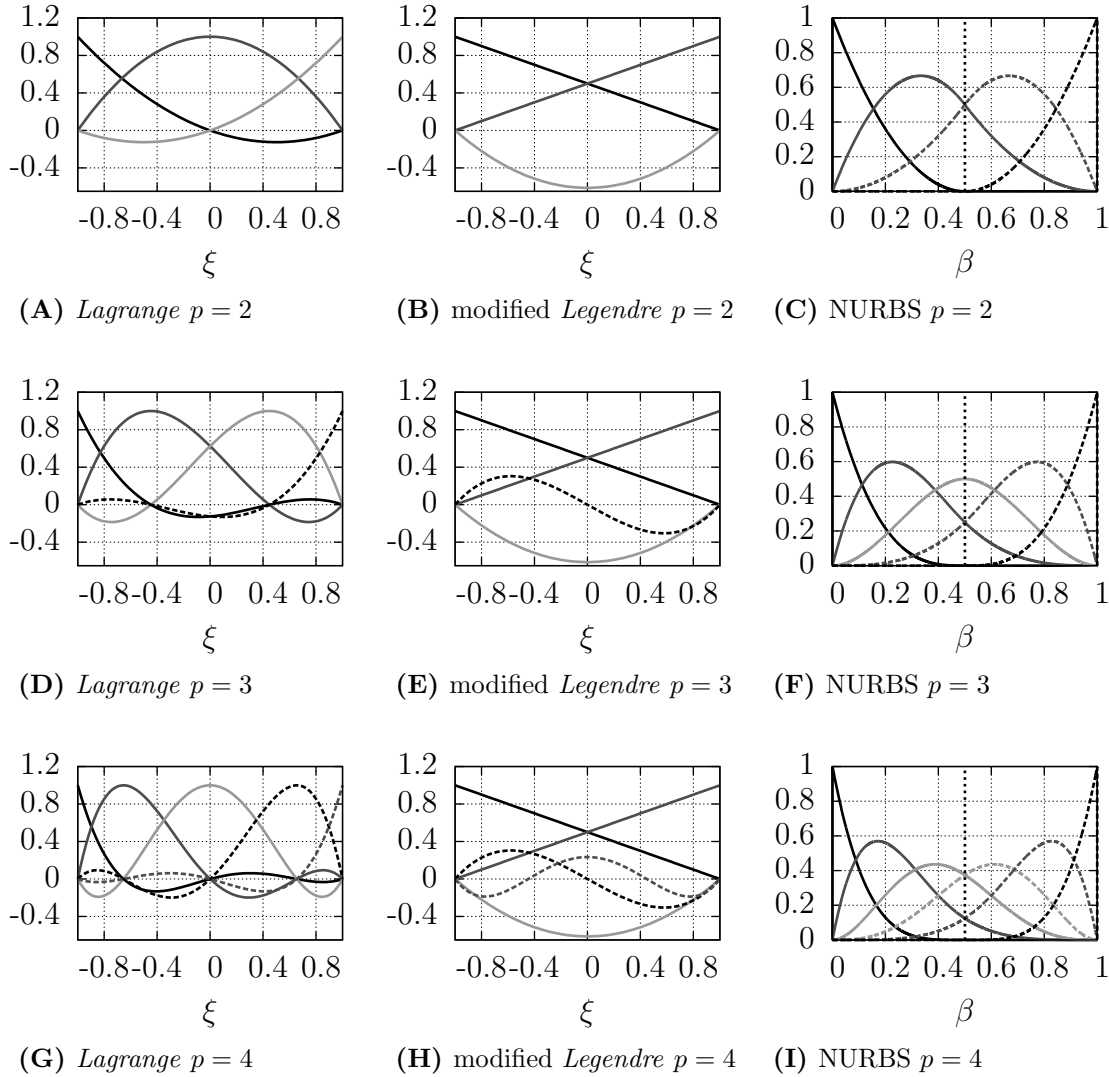 1.2
0.8
0.4
0
-0.4
-0.8 -0.4 0 0.4 0.8
ξ
(A) Lagrange p = 2
1.2
0.8
0.4
0
-0.4
-0.8 -0.4 0 0.4 0.8
ξ
(B) modified Legendre p = 2
1
0.8
0.6
0.4
0.2
0
0 0.2 0.4 0.6 0.8 1
β
(C) NURBS p = 2
1.2
0.8
0.4
0
-0.4
-0.8 -0.4 0 0.4 0.8
ξ
(D) Lagrange p = 3
1.2
0.8
0.4
0
-0.4
-0.8 -0.4 0 0.4 0.8
ξ
(E) modified Legendre p = 3
1
0.8
0.6
0.4
0.2
0
0 0.2 0.4 0.6 0.8 1
β
(F) NURBS p = 3
1.2
0.8
0.4
0
-0.4
-0.8 -0.4 0 0.4 0.8
ξ
(G) Lagrange p = 4
1.2
0.8
0.4
0
-0.4
-0.8 -0.4 0 0.4 0.8
ξ
(H) modified Legendre p = 4
1
0.8
0.6
0.4
0.2
0
0 0.2 0.4 0.6 0.8 1
β
(I) NURBS p = 4